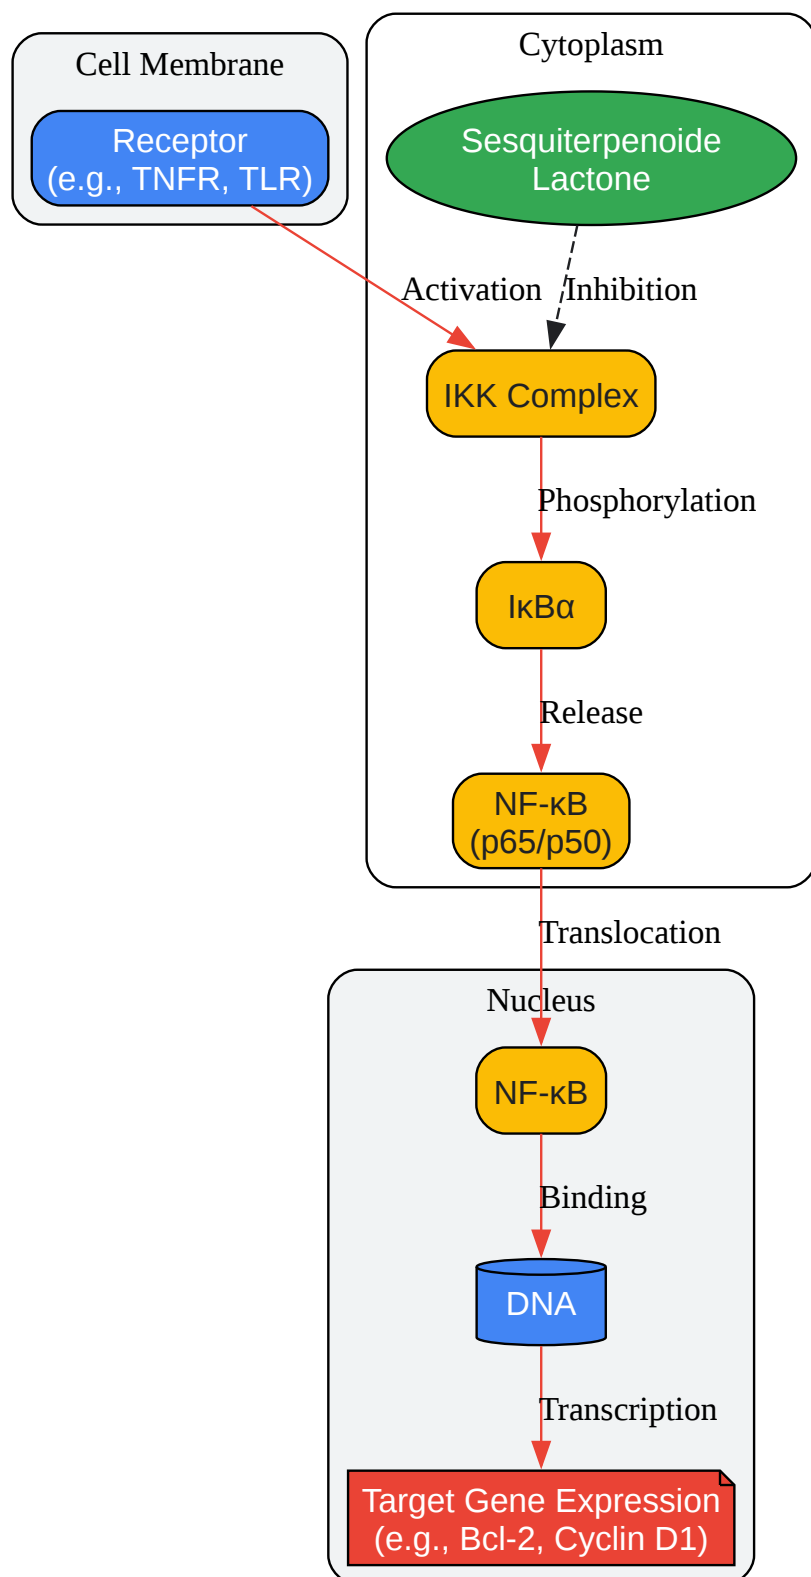 Cell Membrane
Receptor
(e.g., TNFR, TLR)
Cytoplasm
Sesquiterpenoide
Lactone
Activation
Inhibition
IKK Complex
Phosphorylation
IκBα
Release
NF-κB
(p65/p50)
Translocation
Nucleus
NF-κB
Binding
DNA
Transcription
Target Gene Expression
(e.g., Bcl-2, Cyclin D1)